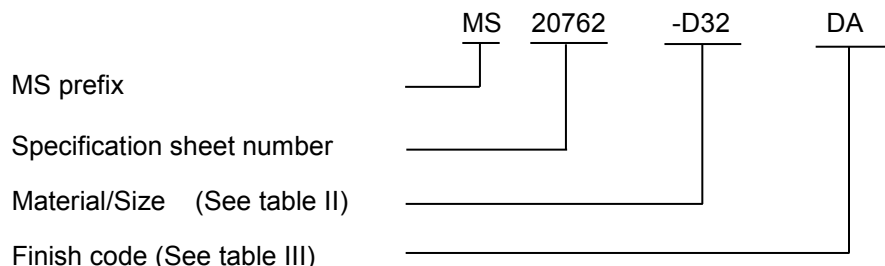 MS 20762 -D32 DA
MS prefix
Specification sheet number
Material/Size (See table II)
Finish code (See table III)